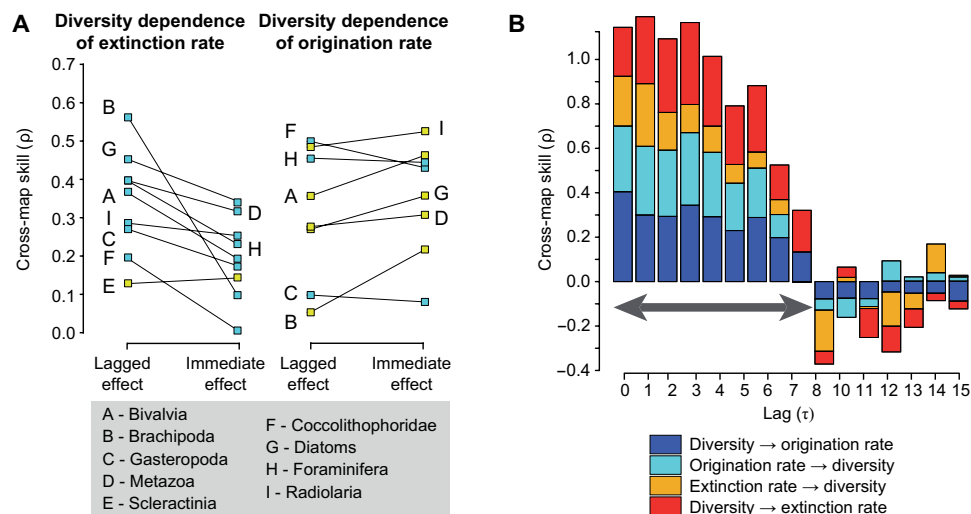 A
Diversity dependence
of extinction rate
Diversity dependence
of origination rate
Cross-map skill (ρ)
0.7
0.6
0.5
0.4
0.3
0.2
0.1
0.0
B
G
A
I
C
F
E
D
H
F
H
A
C
B
I
G
D
Lagged
effect
Immediate
effect
Lagged
effect
Immediate
effect
A - Bivalvia
B - Brachipoda
C - Gasteropoda
D - Metazoa
E - Scleractinia
F - Coccolithophoridae
G - Diatoms
H - Foraminifera
I - Radiolaria
B
Cross-map skill (ρ)
1.0
0.8
0.6
0.4
0.2
0.0
−0.2
−0.4
0 1 2 3 4 5 6 7 8 10 11 12 13 14 15
Lag (τ)
Diversity → origination rate
Origination rate → diversity
Extinction rate → diversity
Diversity → extinction rate